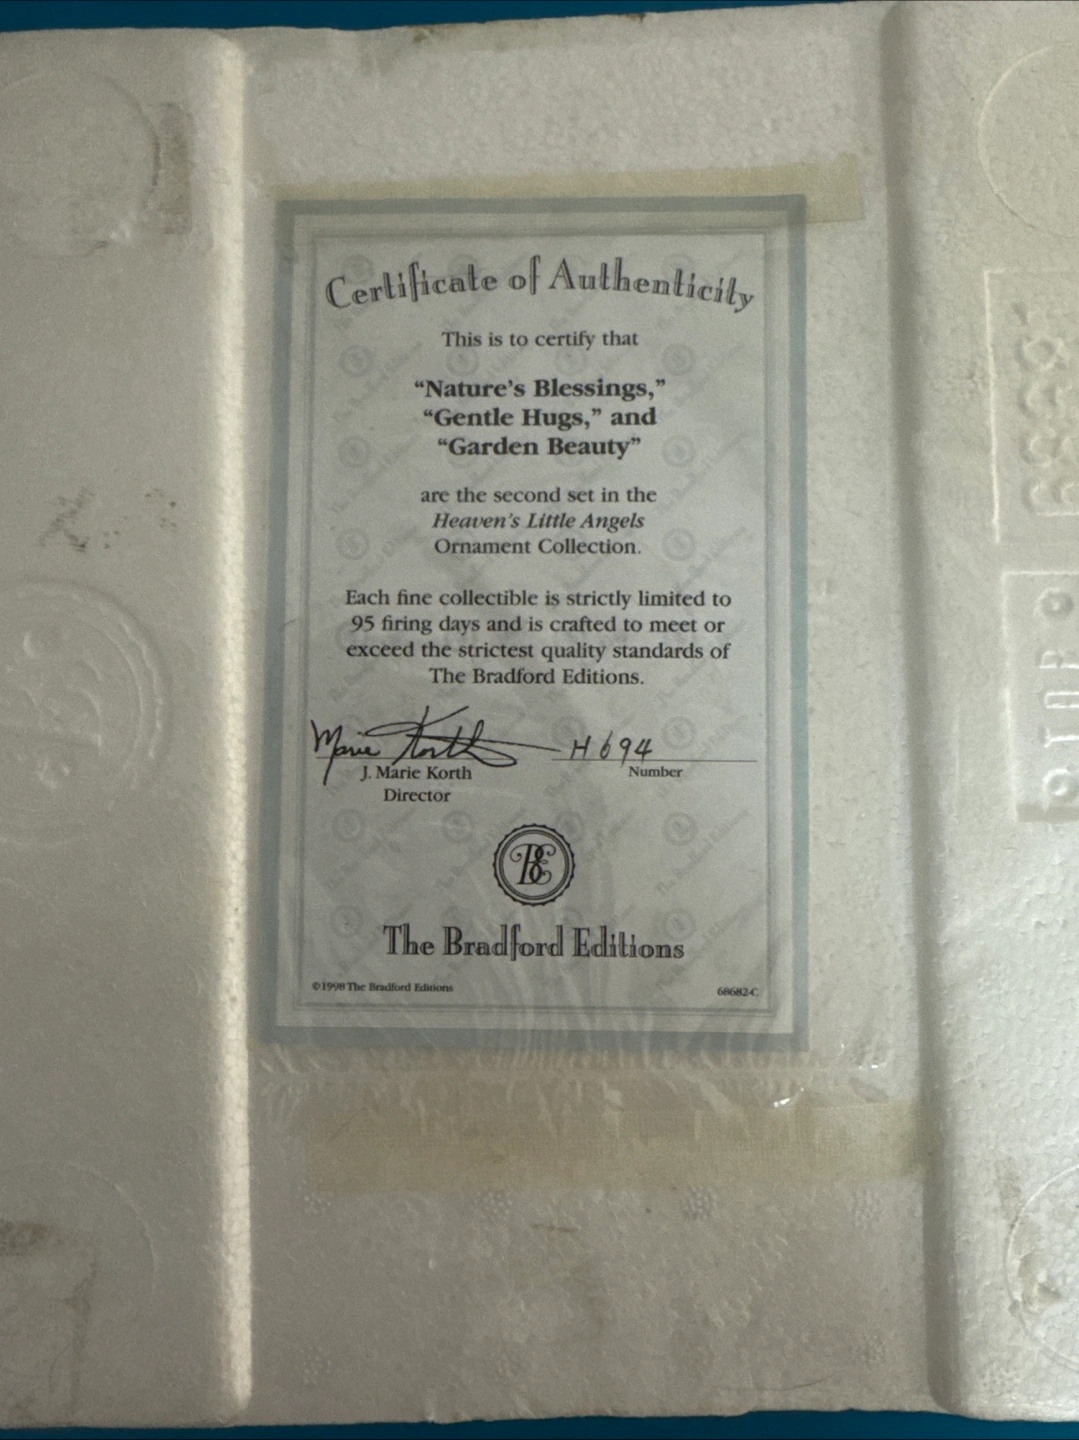 Certificate of Authenticity
This is to certify that
“Nature’s Blessings,”
“Gentle Hugs,” and
“Garden Beauty”
are the second set in the
Heaven’s Little Angels
Ornament Collection.
Each fine collectible is strictly limited to
95 firing days and is crafted to meet or
exceed the strictest quality standards of
The Bradford Editions.
Marie Korth H694
J. Marie Korth Number
Director
BE
The Bradford Editions
©1998 The Bradford Editions 68682-C